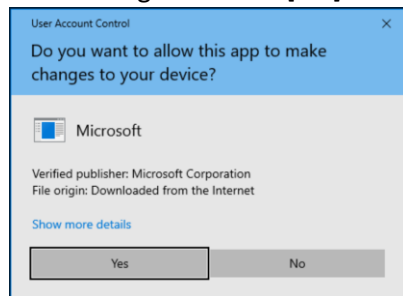 User Account Control
Do you want to allow this app to make
changes to your device?
Microsoft
Verified publisher: Microsoft Corporation
File origin: Downloaded from the Internet
Show more details
Yes
No